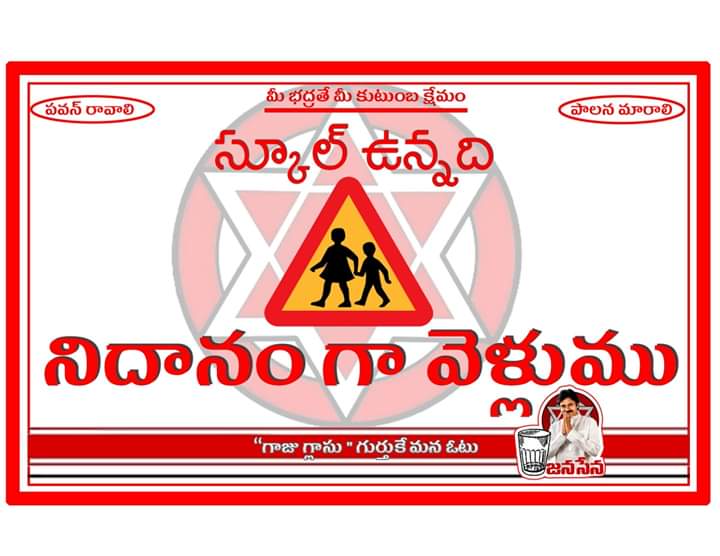 మీ భద్రతే మీ కుటుంబ క్షేమం
పవన్ రావాలి
పాలన మారాలి
స్కూల్ ఉన్నది
నిదానం గా వెళ్లుము
“గాజు గ్లాసు " గుర్తుకే మన ఓటు
జనసేన